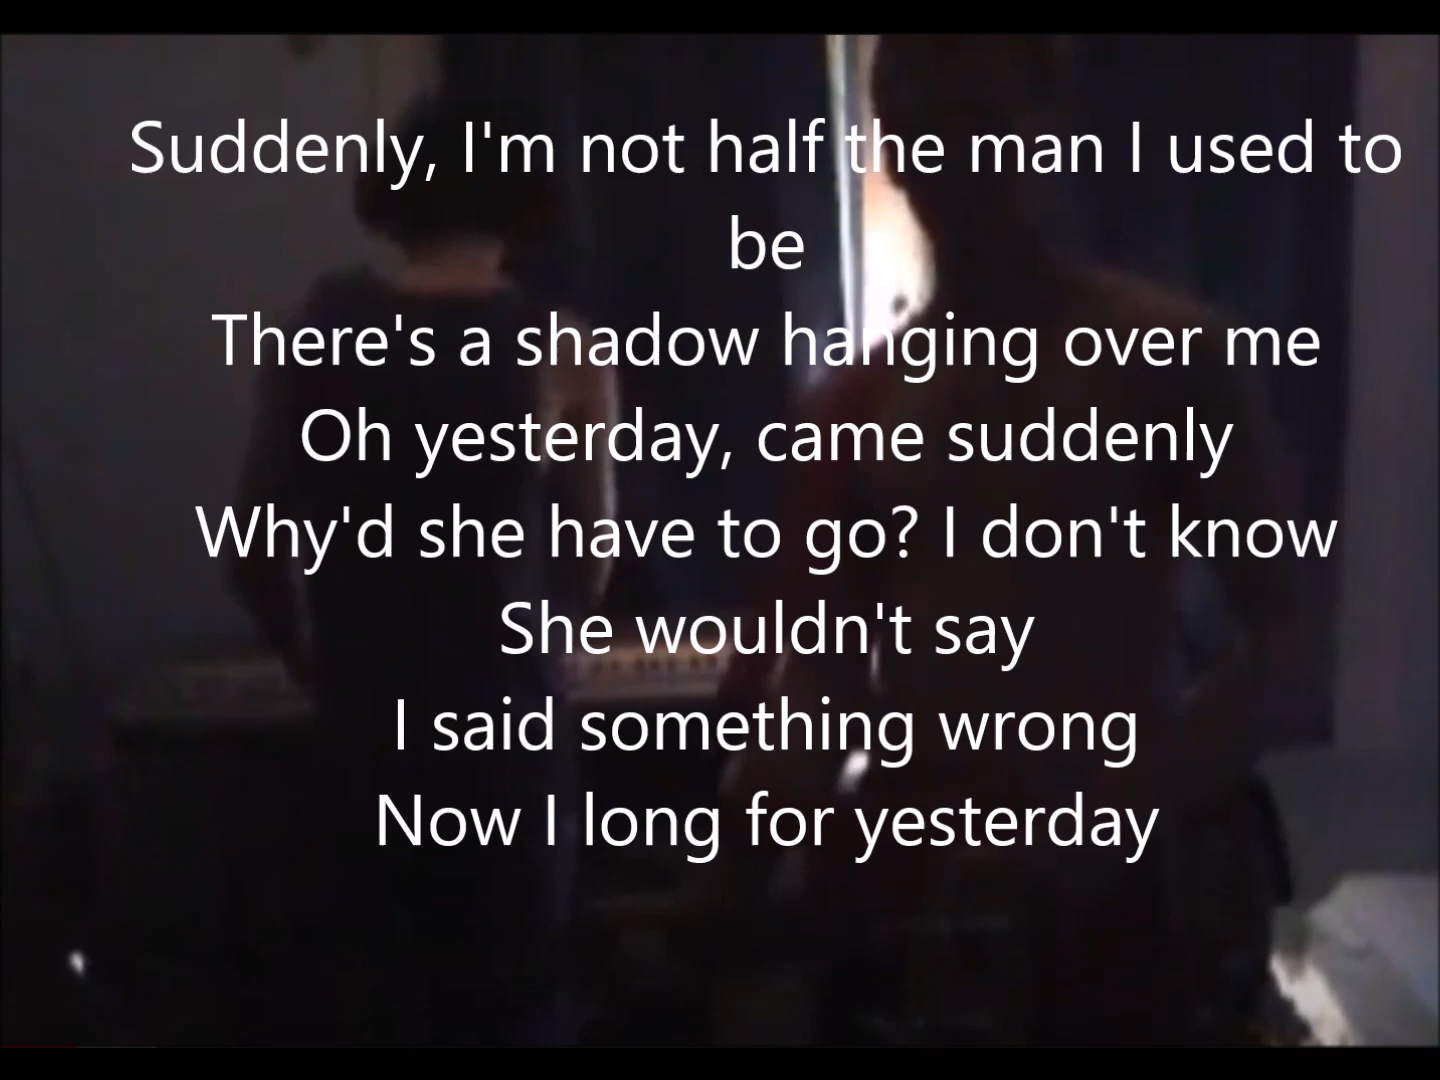 Suddenly, I'm not half the man I used to
be
There's a shadow hanging over me
Oh yesterday, came suddenly
Why'd she have to go? I don't know
She wouldn't say
I said something wrong
Now I long for yesterday